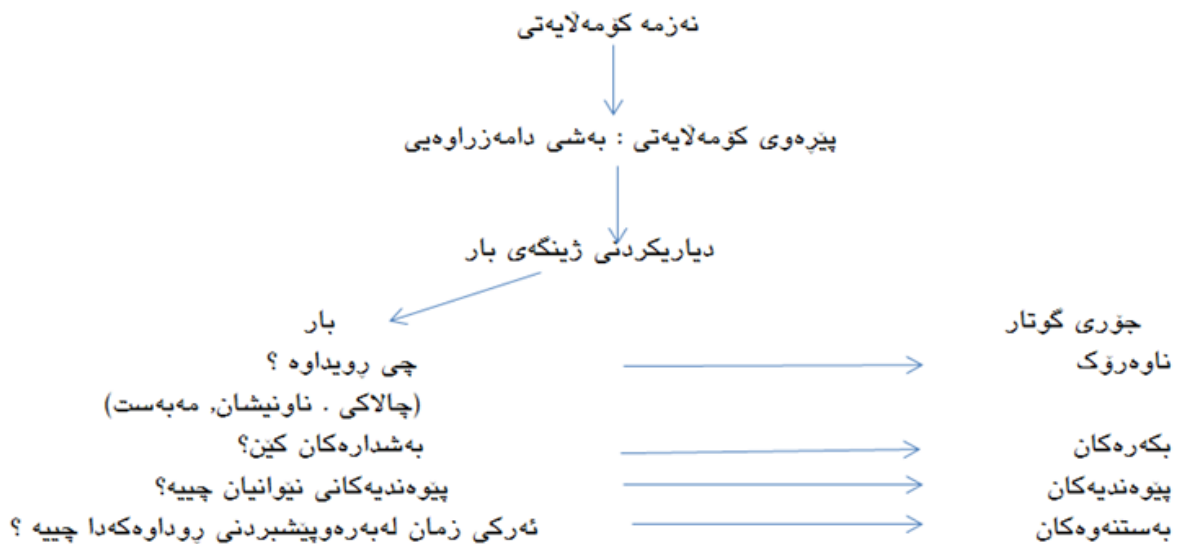 نەزمە کۆمەڵایەتی
پێڕەوی کۆمەڵایەتی : بەشی دامەزراوەیی
دیاریکردنی ژینگەی بار
جۆری گوتار
بار
ناوەرۆک
چی ڕویداوە ؟
(چالاکی . ناونیشان, مەبەست)
بکەرەکان
بەشدارەکان کێن؟
پێوەندیەکان
پێوەندیەکانی نێوانیان چییە؟
بەستنەوەکان
ئەرکی زمان لەبەرەوپێشبردنی ڕوداوەکەدا چییە ؟